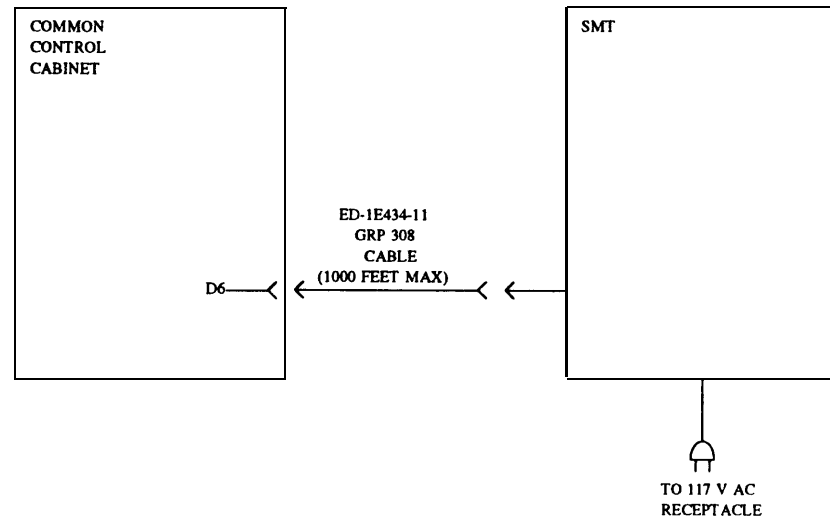 COMMON
CONTROL
CABINET
SMT
ED-1E434-11
GRP 308
CABLE
(1000 FEET MAX)
D6
TO 117 V AC
RECEPTACLE